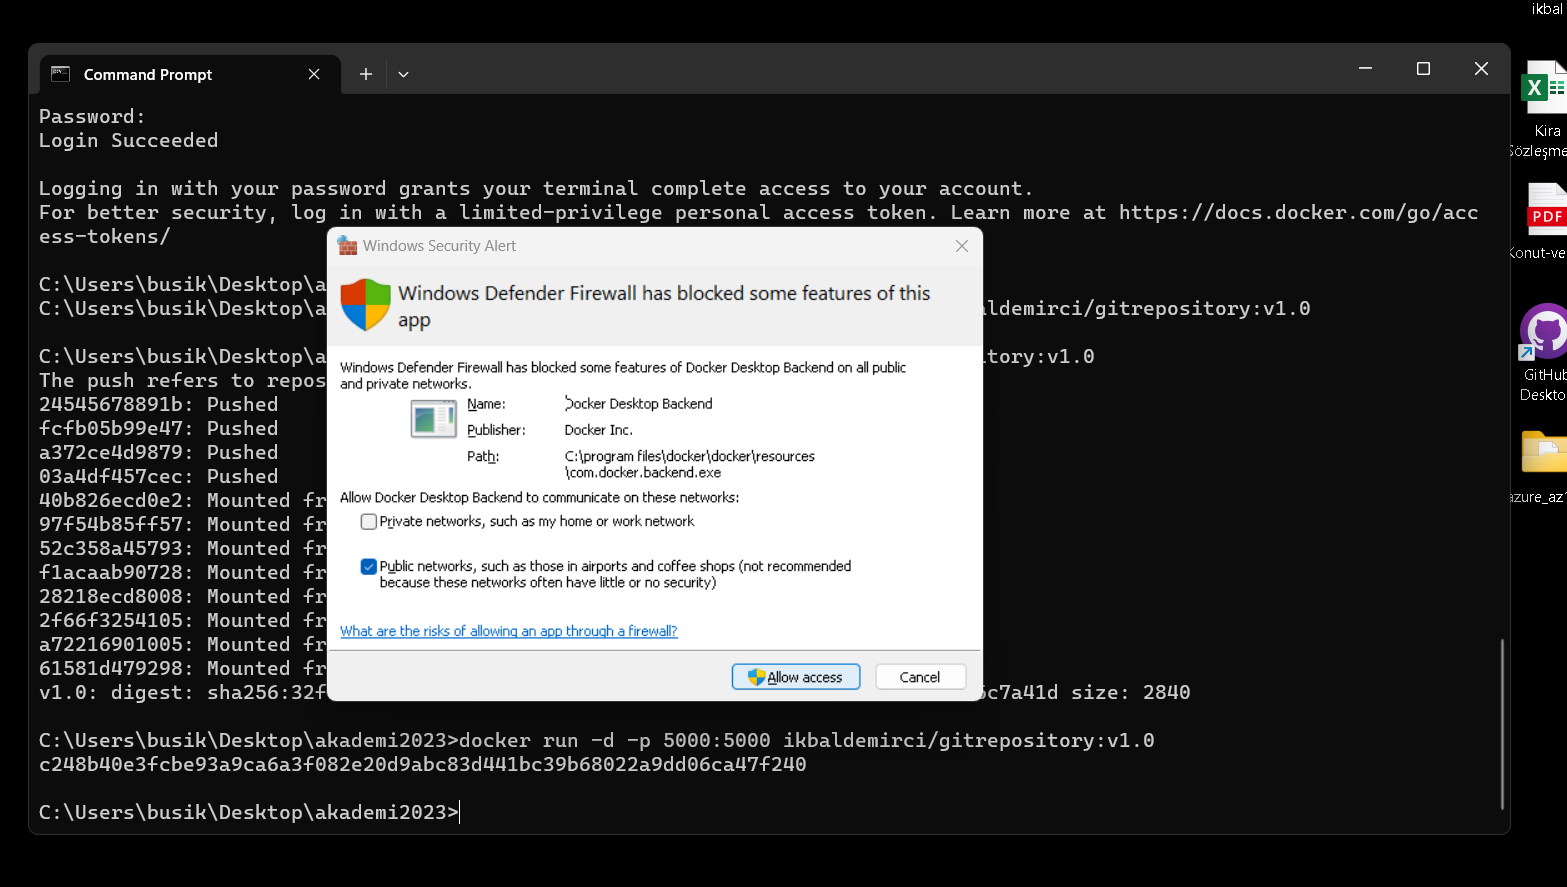 ikbal
Command Prompt
Password:
Login Succeeded
Logging in with your password grants your terminal complete access to your account.
For better security, log in with a limited-privilege personal access token. Learn more at https://docs.docker.com/go/acc
ess-tokens/
C:\Users\busik\Desktop\a
C:\Users\busik\Desktop\a
ldemirci/gitrepository:v1.0
C:\Users\busik\Desktop\a
tory:v1.0
The push refers to repos
24545678891b: Pushed
fcfb05b99e47: Pushed
a372ce4d9879: Pushed
03a4df457cec: Pushed
40b826ecd0e2: Mounted fr
97f54b85ff57: Mounted fr
52c358a45793: Mounted fr
f1acaab90728: Mounted fr
28218ecd8008: Mounted fr
2f66f3254105: Mounted fr
a72216901005: Mounted fr
61581d479298: Mounted fr
v1.0: digest: sha256:32f
c7a41d size: 2840
C:\Users\busik\Desktop\akademi2023>docker run -d -p 5000:5000 ikbaldemirci/gitrepository:v1.0
c248b40e3fcbe93a9ca6a3f082e20d9abc83d441bc39b68022a9dd06ca47f240
C:\Users\busik\Desktop\akademi2023>
Windows Security Alert
Windows Defender Firewall has blocked some features of this
app
Windows Defender Firewall has blocked some features of Docker Desktop Backend on all public
and private networks.
Name: Docker Desktop Backend
Publisher: Docker Inc.
Path: C:\program files\docker\docker\resources
\com.docker.backend.exe
Allow Docker Desktop Backend to communicate on these networks:
Private networks, such as my home or work network
Public networks, such as those in airports and coffee shops (not recommended
because these networks often have little or no security)
What are the risks of allowing an app through a firewall?
Allow access
Cancel
X
Kira
Sözleşme
PDF
Konut-ve
GitHub
Deskto
azure_az